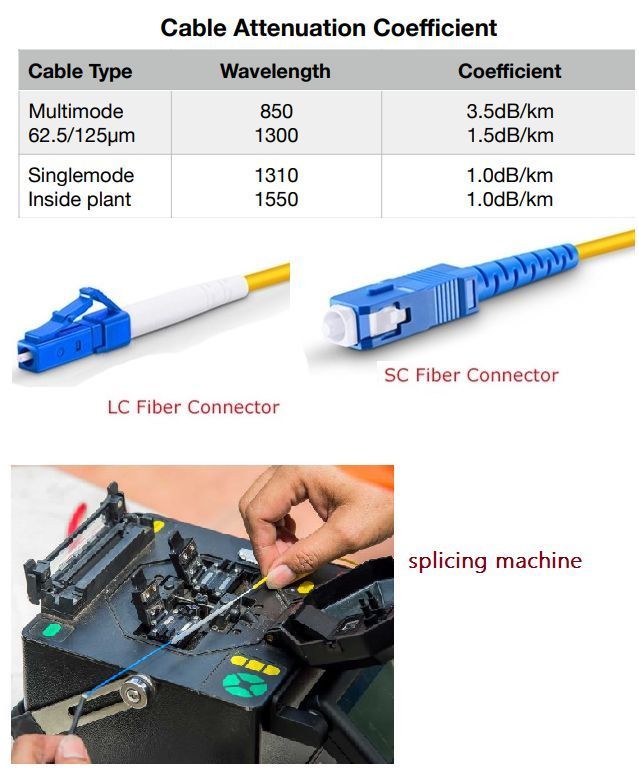 Cable Attenuation Coefficient
Cable Type Wavelength Coefficient
Multimode 850 3.5dB/km
62.5/125µm 1300 1.5dB/km
Singlemode 1310 1.0dB/km
Inside plant 1550 1.0dB/km
SC Fiber Connector
LC Fiber Connector
splicing machine